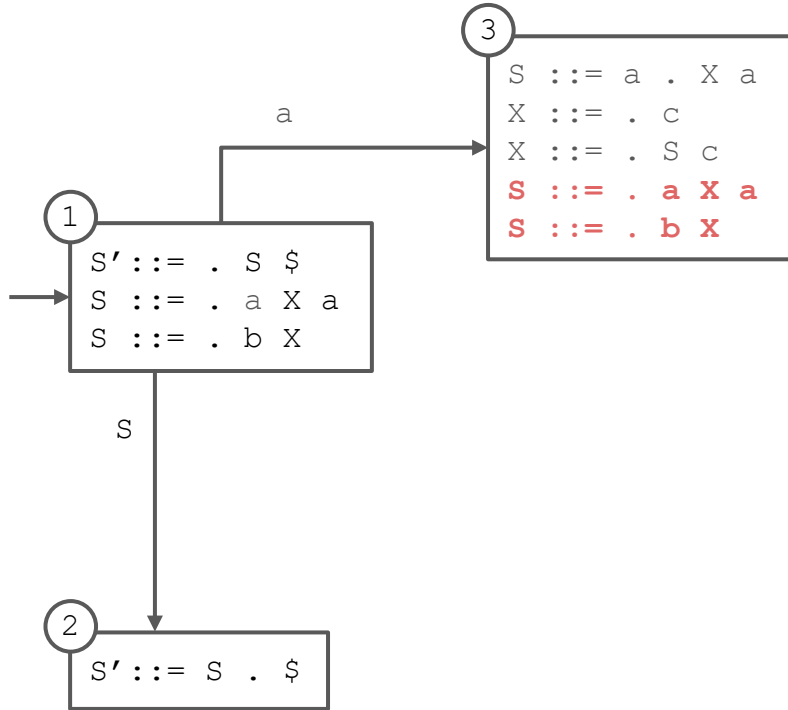 3
S ::= a . X a
X ::= . c
X ::= . S c
S ::= . a X a
S ::= . b X
a
1
S′::= . S $
S ::= . a X a
S ::= . b X
S
2
S′::= S . $